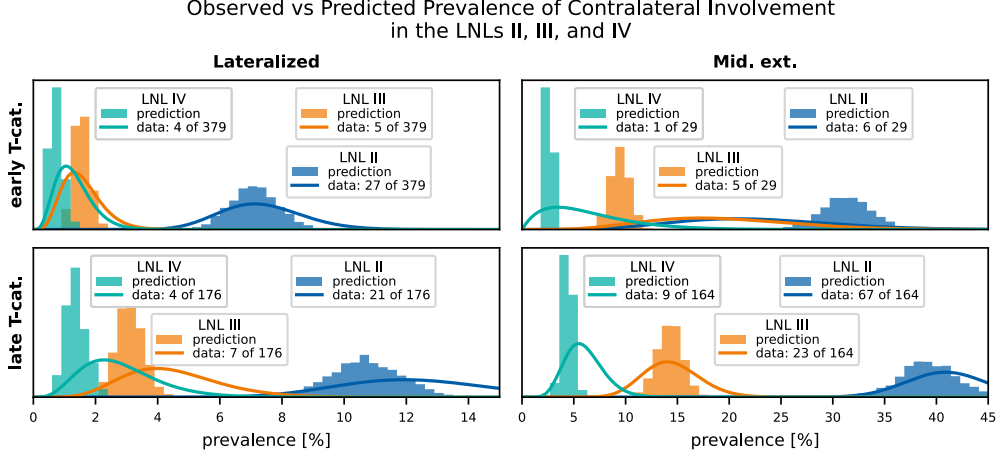 Observed vs Predicted Prevalence of Contralateral Involvement
in the LNLs II, III, and IV
Lateralized
Mid. ext.
early T-cat.
LNL IV
prediction
data: 4 of 379
LNL III
prediction
data: 5 of 379
LNL II
prediction
data: 27 of 379
LNL IV
prediction
data: 1 of 29
LNL II
prediction
data: 6 of 29
LNL III
prediction
data: 5 of 29
late T-cat.
LNL IV
prediction
data: 4 of 176
LNL II
prediction
data: 21 of 176
LNL III
prediction
data: 7 of 176
LNL IV
prediction
data: 9 of 164
LNL II
prediction
data: 67 of 164
LNL III
prediction
data: 23 of 164
0 2 4 6 8 10 12 14
0 5 10 15 20 25 30 35 40 45
prevalence [%]
prevalence [%]